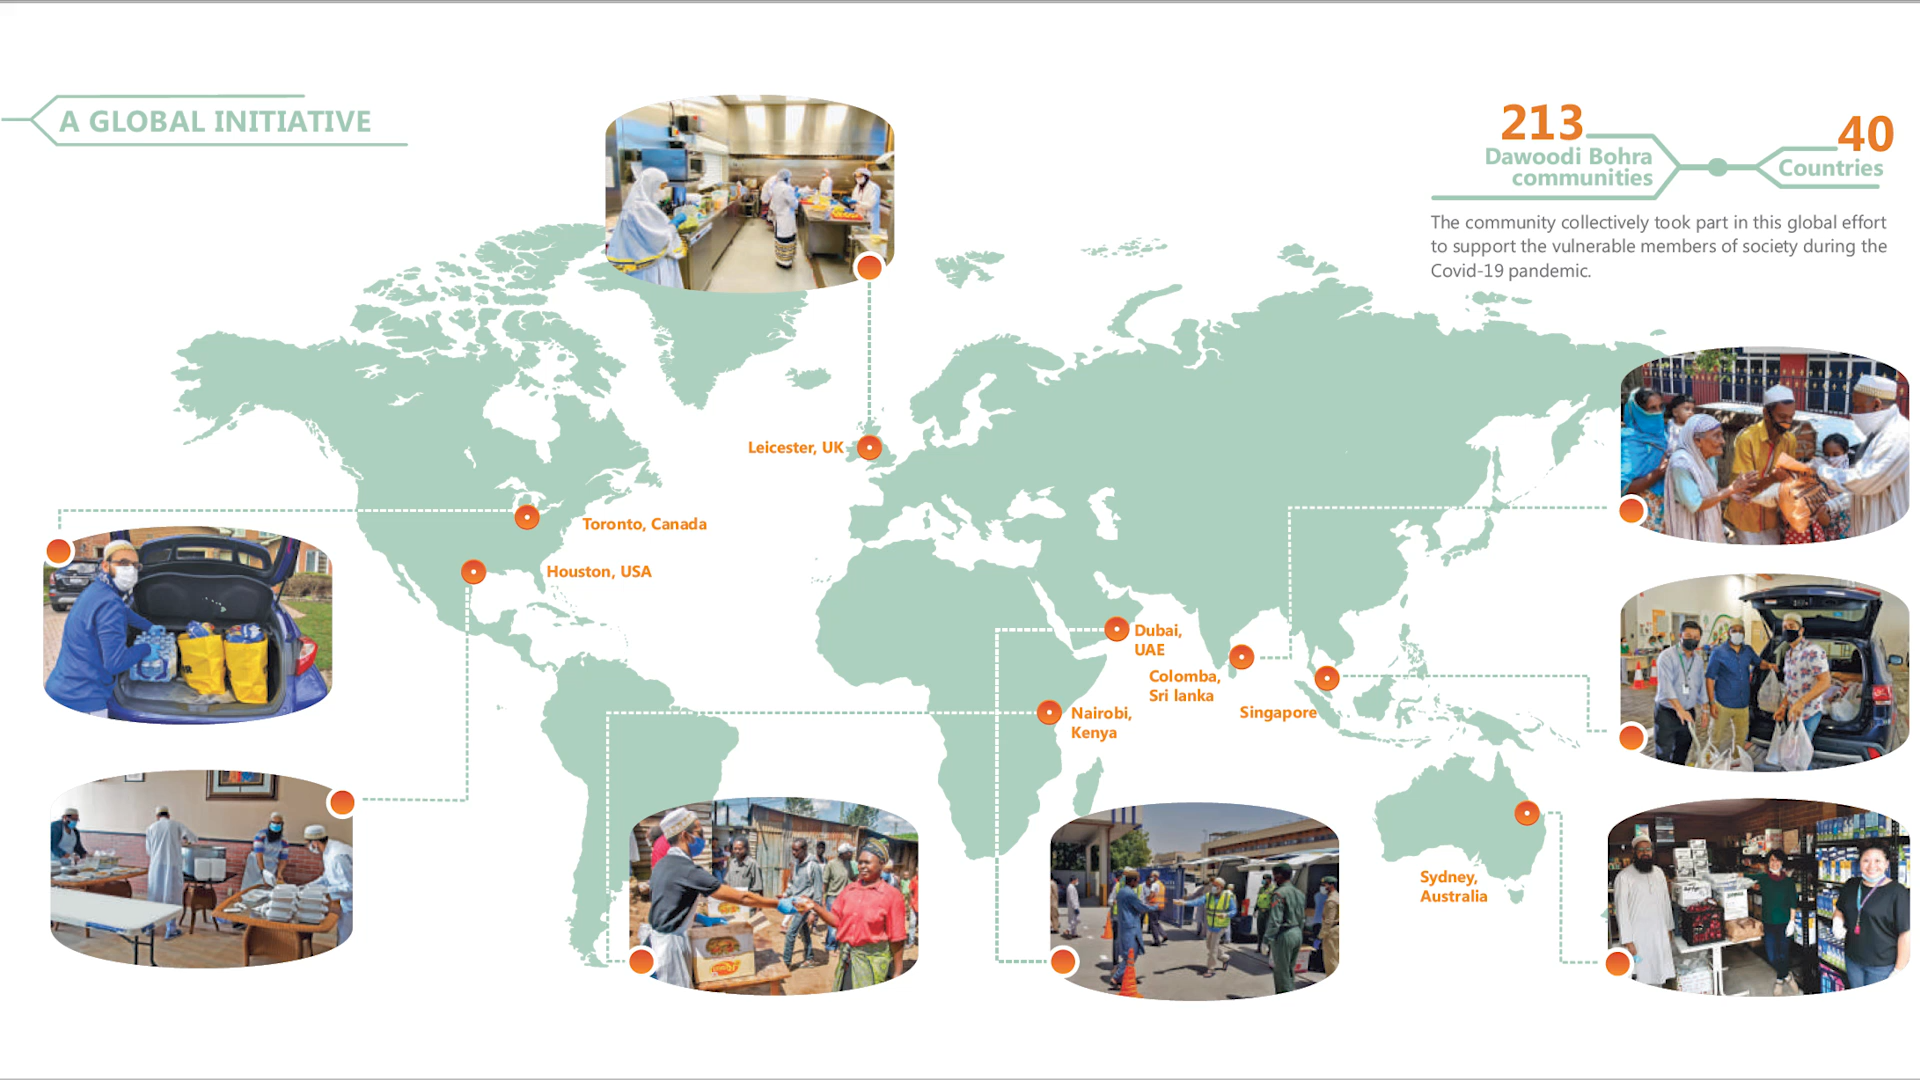 A GLOBAL INITIATIVE
213
Dawoodi Bohra
communities
40
Countries
The community collectively took part in this global effort
to support the vulnerable members of society during the
Covid-19 pandemic.
Leicester, UK
Toronto, Canada
Houston, USA
Dubai,
UAE
Colomba,
Sri lanka
Nairobi,
Kenya
Singapore
Sydney,
Australia